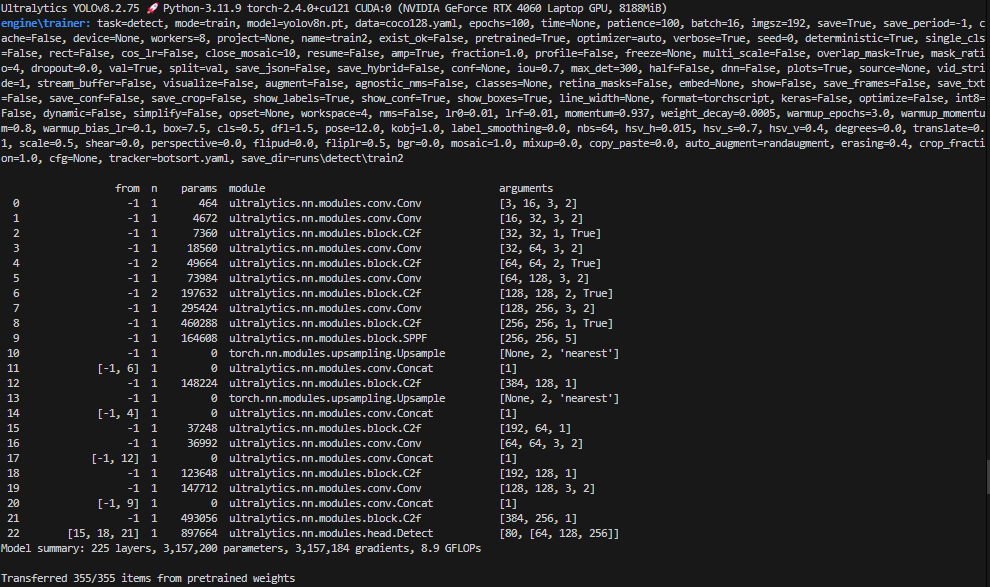 Ultralytics YOLOv8.2.75 🚀 Python-3.11.9 torch-2.4.0+cu121 CUDA:0 (NVIDIA GeForce RTX 4060 Laptop GPU, 8188MiB)
engine\trainer: task=detect, mode=train, model=yolov8n.pt, data=coco128.yaml, epochs=100, time=None, patience=100, batch=16, imgsz=192, save=True, save_period=-1, c
ache=False, device=None, workers=8, project=None, name=train2, exist_ok=False, pretrained=True, optimizer=auto, verbose=True, seed=0, deterministic=True, single_cls
=False, rect=False, cos_lr=False, close_mosaic=10, resume=False, amp=True, fraction=1.0, profile=False, freeze=None, multi_scale=False, overlap_mask=True, mask_rati
o=4, dropout=0.0, val=True, split=val, save_json=False, save_hybrid=False, conf=None, iou=0.7, max_det=300, half=False, dnn=False, plots=True, source=None, vid_stri
de=1, stream_buffer=False, visualize=False, augment=False, agnostic_nms=False, classes=None, retina_masks=False, embed=None, show=False, save_frames=False, save_txt
=False, save_conf=False, save_crop=False, show_labels=True, show_conf=True, show_boxes=True, line_width=None, format=torchscript, keras=False, optimize=False, int8=
False, dynamic=False, simplify=False, opset=None, workspace=4, nms=False, lr0=0.01, lrf=0.01, momentum=0.937, weight_decay=0.0005, warmup_epochs=3.0, warmup_momentu
m=0.8, warmup_bias_lr=0.1, box=7.5, cls=0.5, dfl=1.5, pose=12.0, kobj=1.0, label_smoothing=0.0, nbs=64, hsv_h=0.015, hsv_s=0.7, hsv_v=0.4, degrees=0.0, translate=0.
1, scale=0.5, shear=0.0, perspective=0.0, flipud=0.0, fliplr=0.5, bgr=0.0, mosaic=1.0, mixup=0.0, copy_paste=0.0, auto_augment=randaugment, erasing=0.4, crop_fracti
on=1.0, cfg=None, tracker=botsort.yaml, save_dir=runs\detect\train2
from n params module arguments
0 -1 1 464 ultralytics.nn.modules.conv.Conv [3, 16, 3, 2]
1 -1 1 4672 ultralytics.nn.modules.conv.Conv [16, 32, 3, 2]
2 -1 1 7360 ultralytics.nn.modules.block.C2f [32, 32, 1, True]
3 -1 1 18560 ultralytics.nn.modules.conv.Conv [32, 64, 3, 2]
4 -1 2 49664 ultralytics.nn.modules.block.C2f [64, 64, 2, True]
5 -1 1 73984 ultralytics.nn.modules.conv.Conv [64, 128, 3, 2]
6 -1 2 197632 ultralytics.nn.modules.block.C2f [128, 128, 2, True]
7 -1 1 295424 ultralytics.nn.modules.conv.Conv [128, 256, 3, 2]
8 -1 1 460288 ultralytics.nn.modules.block.C2f [256, 256, 1, True]
9 -1 1 164608 ultralytics.nn.modules.block.SPPF [256, 256, 5]
10 -1 1 0 torch.nn.modules.upsampling.Upsample [None, 2, 'nearest']
11 [-1, 6] 1 0 ultralytics.nn.modules.conv.Concat [1]
12 -1 1 148224 ultralytics.nn.modules.block.C2f [384, 128, 1]
13 -1 1 0 torch.nn.modules.upsampling.Upsample [None, 2, 'nearest']
14 [-1, 4] 1 0 ultralytics.nn.modules.conv.Concat [1]
15 -1 1 37248 ultralytics.nn.modules.block.C2f [192, 64, 1]
16 -1 1 36992 ultralytics.nn.modules.conv.Conv [64, 64, 3, 2]
17 [-1, 12] 1 0 ultralytics.nn.modules.conv.Concat [1]
18 -1 1 123648 ultralytics.nn.modules.block.C2f [192, 128, 1]
19 -1 1 147712 ultralytics.nn.modules.conv.Conv [128, 128, 3, 2]
20 [-1, 9] 1 0 ultralytics.nn.modules.conv.Concat [1]
21 -1 1 493056 ultralytics.nn.modules.block.C2f [384, 256, 1]
22 [15, 18, 21] 1 897664 ultralytics.nn.modules.head.Detect [80, [64, 128, 256]]
Model summary: 225 layers, 3,157,200 parameters, 3,157,184 gradients, 8.9 GFLOPs
Transferred 355/355 items from pretrained weights